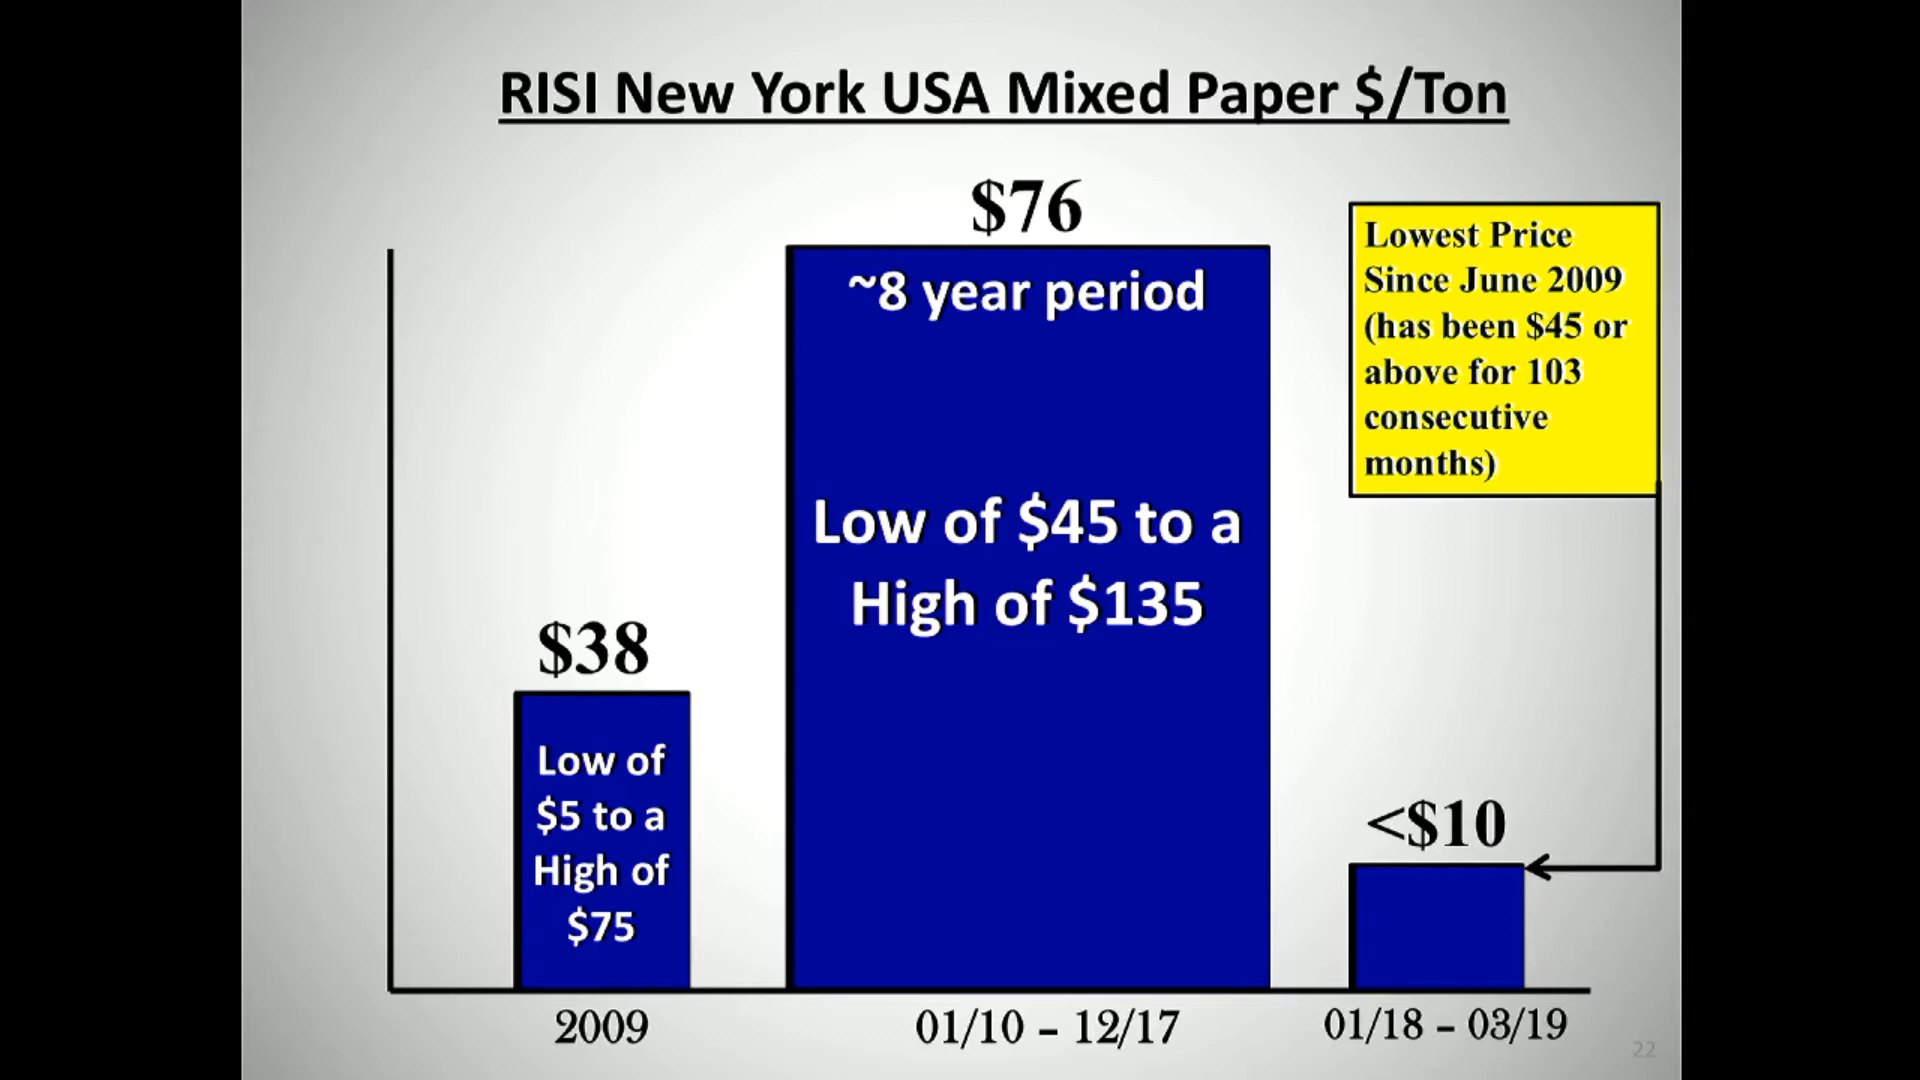 RISI New York USA Mixed Paper $/Ton
$76
~8 year period
Low of $45 to a
High of $135
Lowest Price
Since June 2009
(has been $45 or
above for 103
consecutive
months)
$38
Low of
$5 to a
High of
$75
<$10
2009
01/10 – 12/17
01/18 – 03/19
22